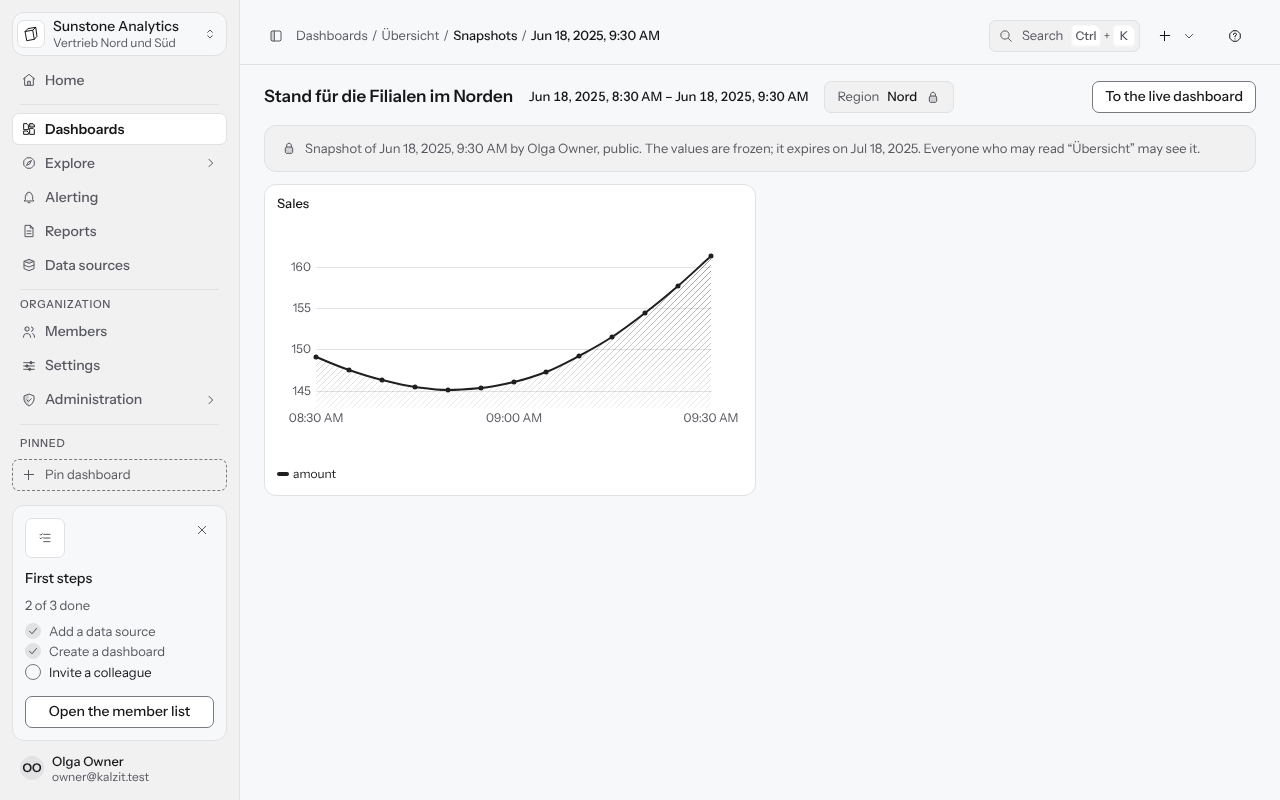 Sunstone Analytics
Vertrieb Nord und Süd
Home
Dashboards
Explore
Alerting
Reports
Data sources
ORGANIZATION
Members
Settings
Administration
PINNED
Pin dashboard
First steps
2 of 3 done
Add a data source
Create a dashboard
Invite a colleague
Open the member list
OO
Olga Owner
owner@kalzit.test
Dashboards / Übersicht / Snapshots / Jun 18, 2025, 9:30 AM
Search Ctrl + K
Stand für die Filialen im Norden
Jun 18, 2025, 8:30 AM – Jun 18, 2025, 9:30 AM
Region Nord
To the live dashboard
Snapshot of Jun 18, 2025, 9:30 AM by Olga Owner, public. The values are frozen; it expires on Jul 18, 2025. Everyone who may read “Übersicht” may see it.
Sales
160
155
150
145
08:30 AM 09:00 AM 09:30 AM
amount